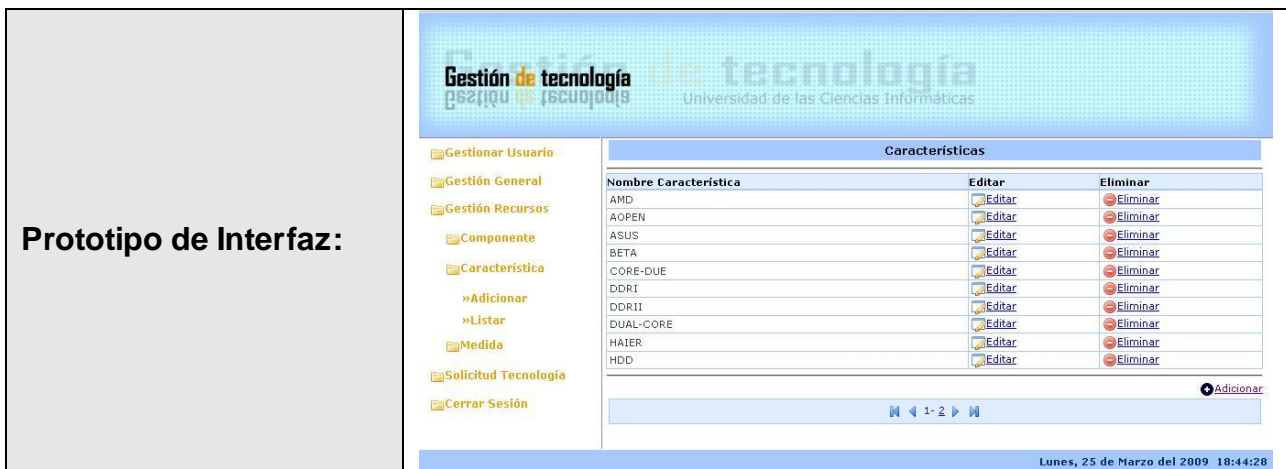 Prototipo de Interfaz:
Gestión de tecnología
Gestión de tecnología
Universidad de las Ciencias Informáticas
Gestionar Usuario
Gestión General
Gestión Recursos
Componente
Característica
»Adicionar
»Listar
Medida
Solicitud Tecnología
Cerrar Sesión
Características
Nombre Característica Editar Eliminar
AMD Editar Eliminar
AOPEN Editar Eliminar
ASUS Editar Eliminar
BETA Editar Eliminar
CORE-DUE Editar Eliminar
DDRI Editar Eliminar
DDRII Editar Eliminar
DUAL-CORE Editar Eliminar
HAIER Editar Eliminar
HDD Editar Eliminar
Adicionar
1- 2
Lunes, 25 de Marzo del 2009 18:44:28